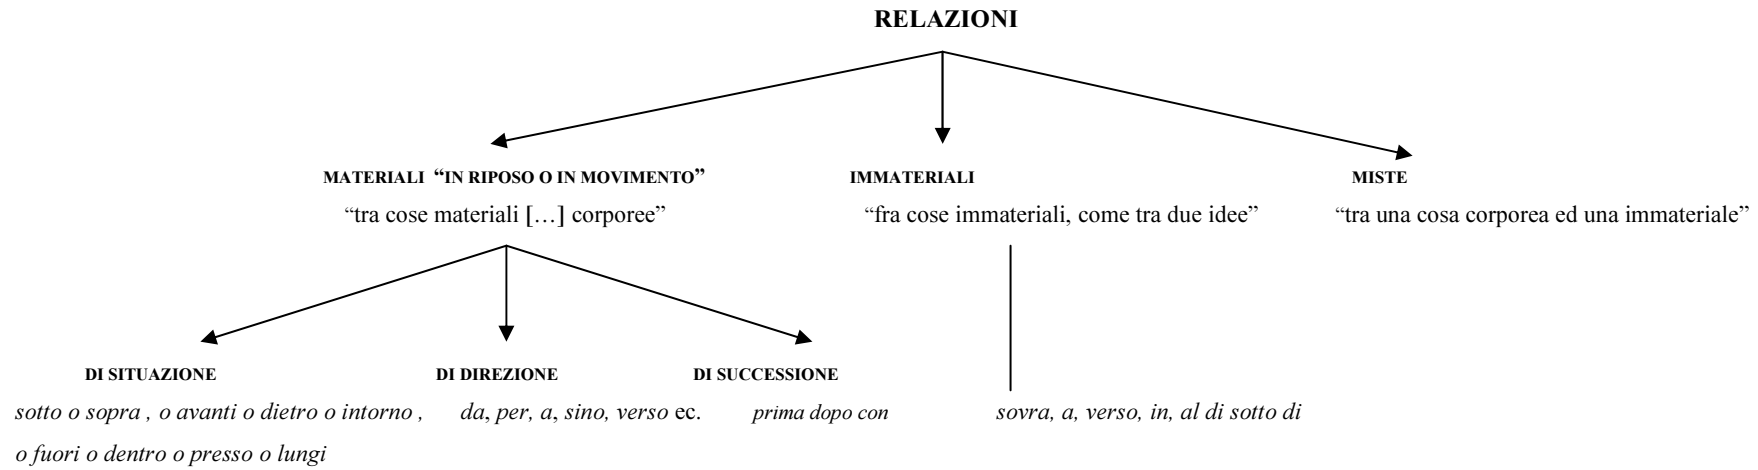 RELAZIONI
MATERIALI “IN RIPOSO O IN MOVIMENTO” IMMATERIALI MISTE
“tra cose materiali […] corporee” “fra cose immateriali, come tra due idee” “tra una cosa corporea ed una immateriale”
DI SITUAZIONE DI DIREZIONE DI SUCCESSIONE
sotto o sopra , o avanti o dietro o intorno , da, per, a, sino, verso ec. prima dopo con sovra, a, verso, in, al di sotto di
o fuori o dentro o presso o lungi